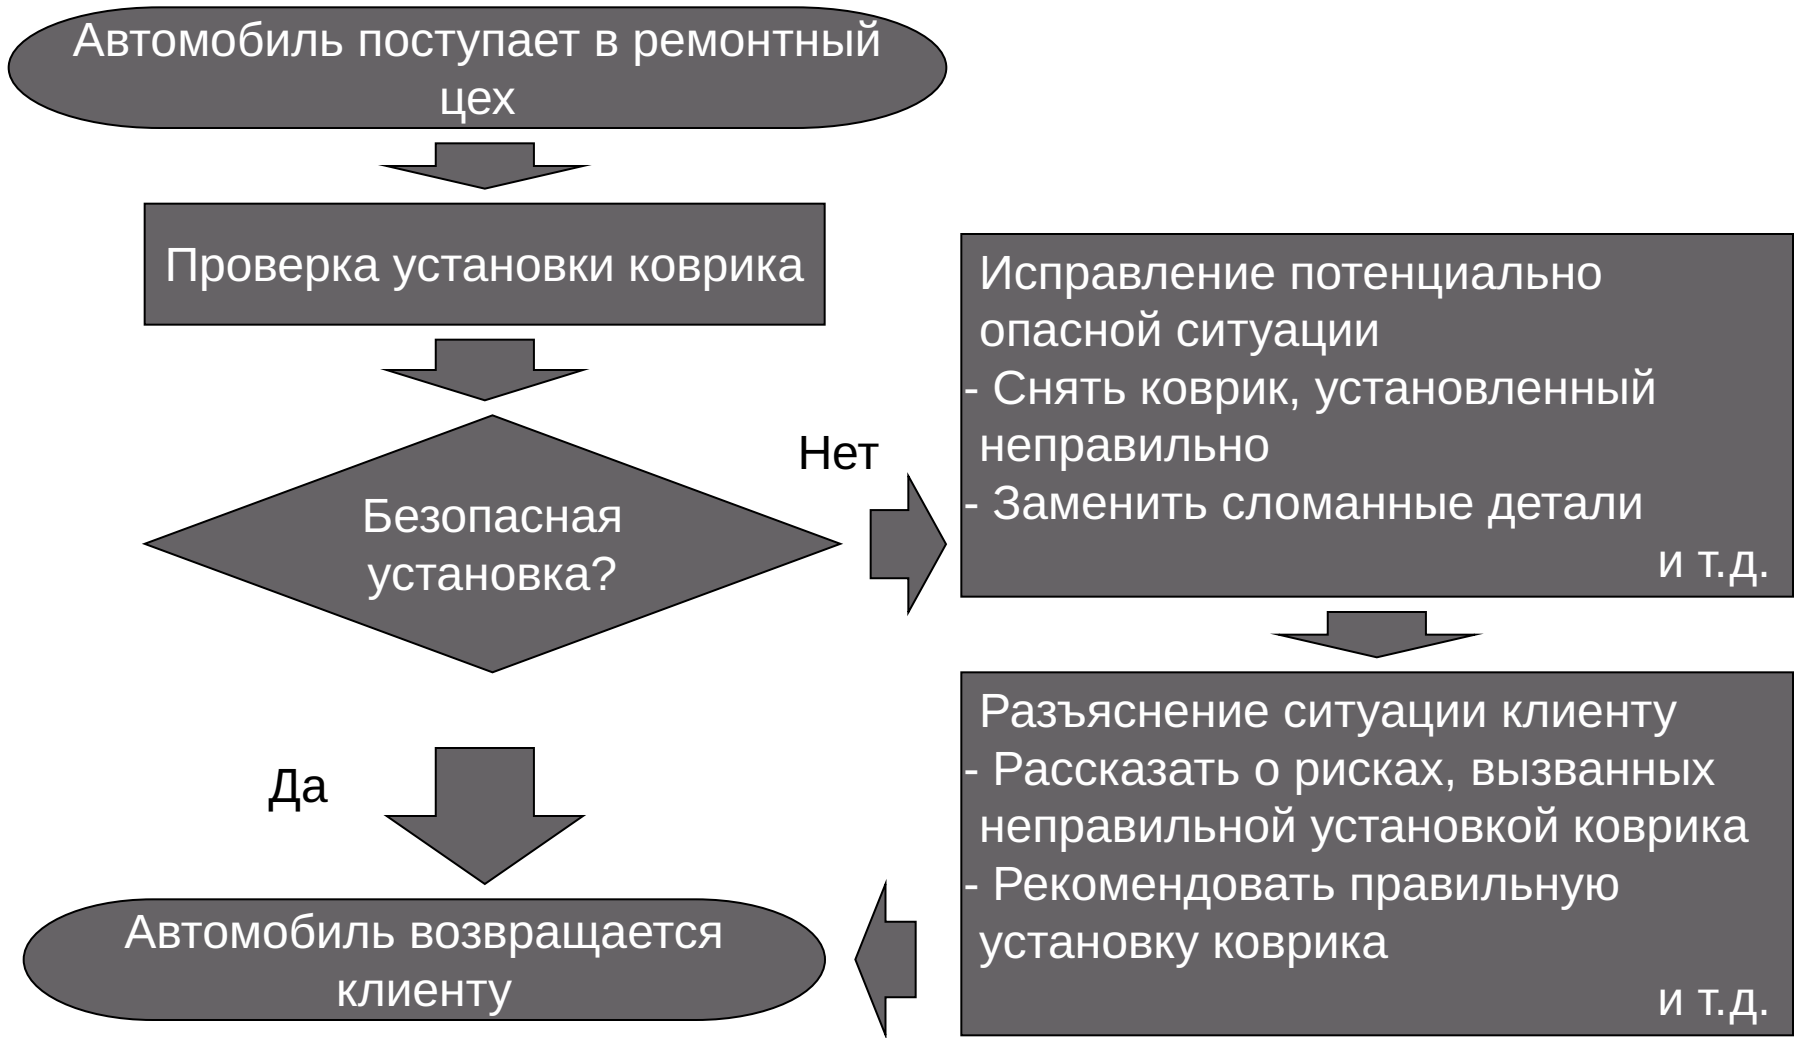 Автомобиль поступает в ремонтный
цех
Проверка установки коврика
Безопасная
установка?
Нет
Исправление потенциально
опасной ситуации
- Снять коврик, установленный
неправильно
- Заменить сломанные детали
и т.д.
Разъяснение ситуации клиенту
- Рассказать о рисках, вызванных
неправильной установкой коврика
- Рекомендовать правильную
установку коврика
и т.д.
Да
Автомобиль возвращается
клиенту